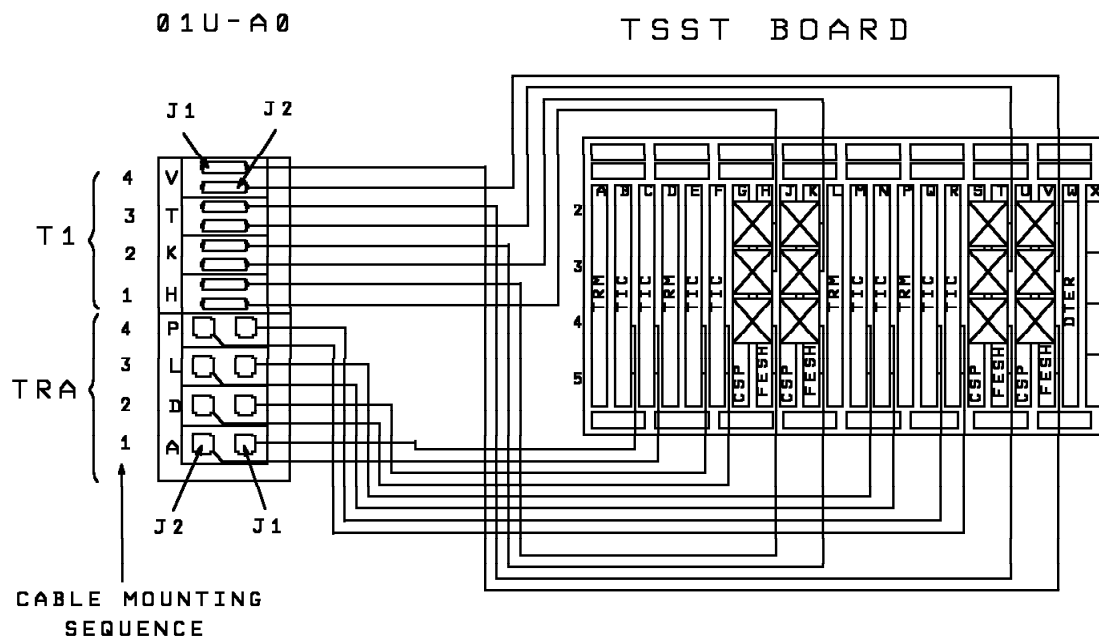 01U-A0
TSST BOARD
J1 J2
T1
4 V
3 T
2 K
1 H
TRA
4 P
3 L
2 D
1 A
J2 J1
CABLE MOUNTING
SEQUENCE
A B C D E F G H J K L M N P Q R S T U V W X
2
3
4
5
TRM TIC TIC TRM TIC TIC CSP FESH CSP FESH TRM TIC TIC TRM TIC TIC CSP FESH CSP FESH DTER